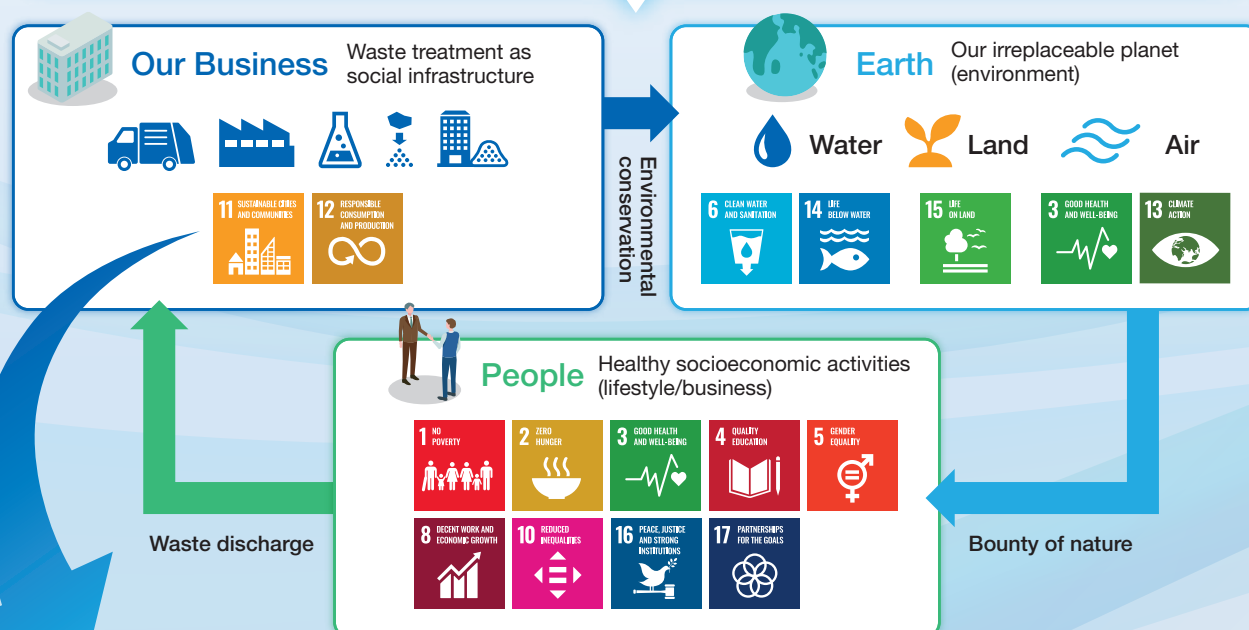 Our Business
Waste treatment as
social infrastructure
11 SUSTAINABLE CITIES
AND COMMUNITIES
12 RESPONSIBLE
CONSUMPTION
AND PRODUCTION
Environmental
conservation
Earth
Our irreplaceable planet
(environment)
Water
Land
Air
6 CLEAN WATER
AND SANITATION
14 LIFE
BELOW WATER
15 LIFE
ON LAND
3 GOOD HEALTH
AND WELL-BEING
13 CLIMATE
ACTION
People
Healthy socioeconomic activities
(lifestyle/business)
1 NO
POVERTY
2 ZERO
HUNGER
3 GOOD HEALTH
AND WELL-BEING
4 QUALITY
EDUCATION
5 GENDER
EQUALITY
8 DECENT WORK AND
ECONOMIC GROWTH
10 REDUCED
INEQUALITIES
16 PEACE, JUSTICE
AND STRONG
INSTITUTIONS
17 PARTNERSHIPS
FOR THE GOALS
Waste discharge
Bounty of nature